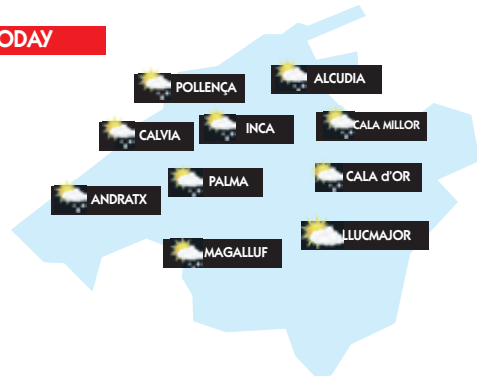 ODAY
ALCUDIA
POLLENÇA
INCA
CALA MILLOR
CALVIA
CALA d'OR
PALMA
ANDRATX
LLUCMAJOR
MAGALLUF